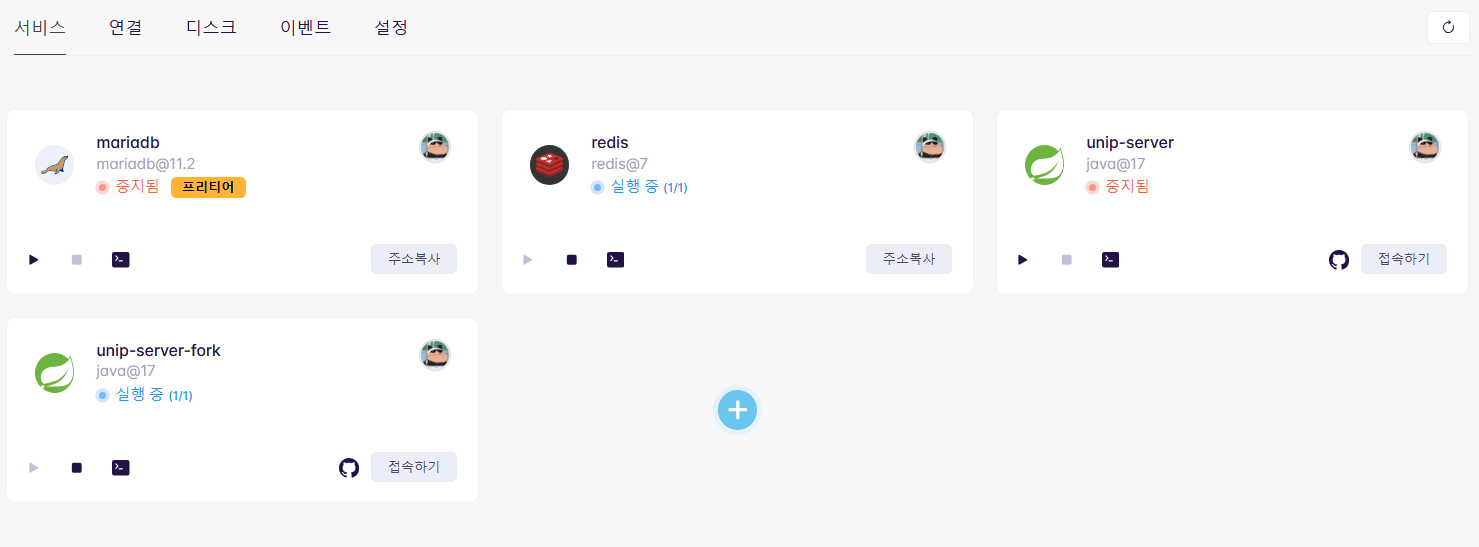 서비스 연결 디스크 이벤트 설정
mariadb
mariadb@11.2
중지됨 프리티어
주소복사
redis
redis@7
실행 중 (1/1)
주소복사
unip-server
java@17
중지됨
접속하기
unip-server-fork
java@17
실행 중 (1/1)
접속하기